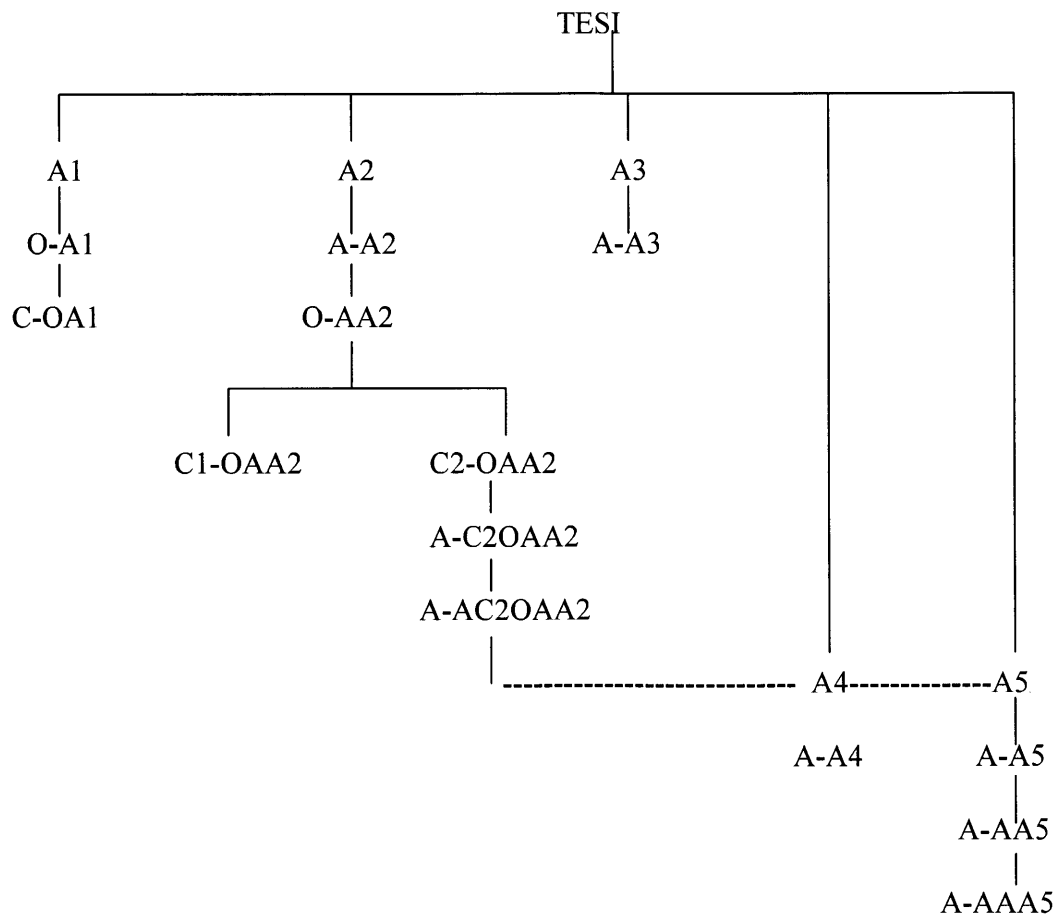 TESI
A1 A2 A3
O-A1 A-A2 A-A3
C-OA1 O-AA2
C1-OAA2 C2-OAA2
A-C2OAA2
A-AC2OAA2
A4 A5
A-A4 A-A5
A-AA5
A-AAA5